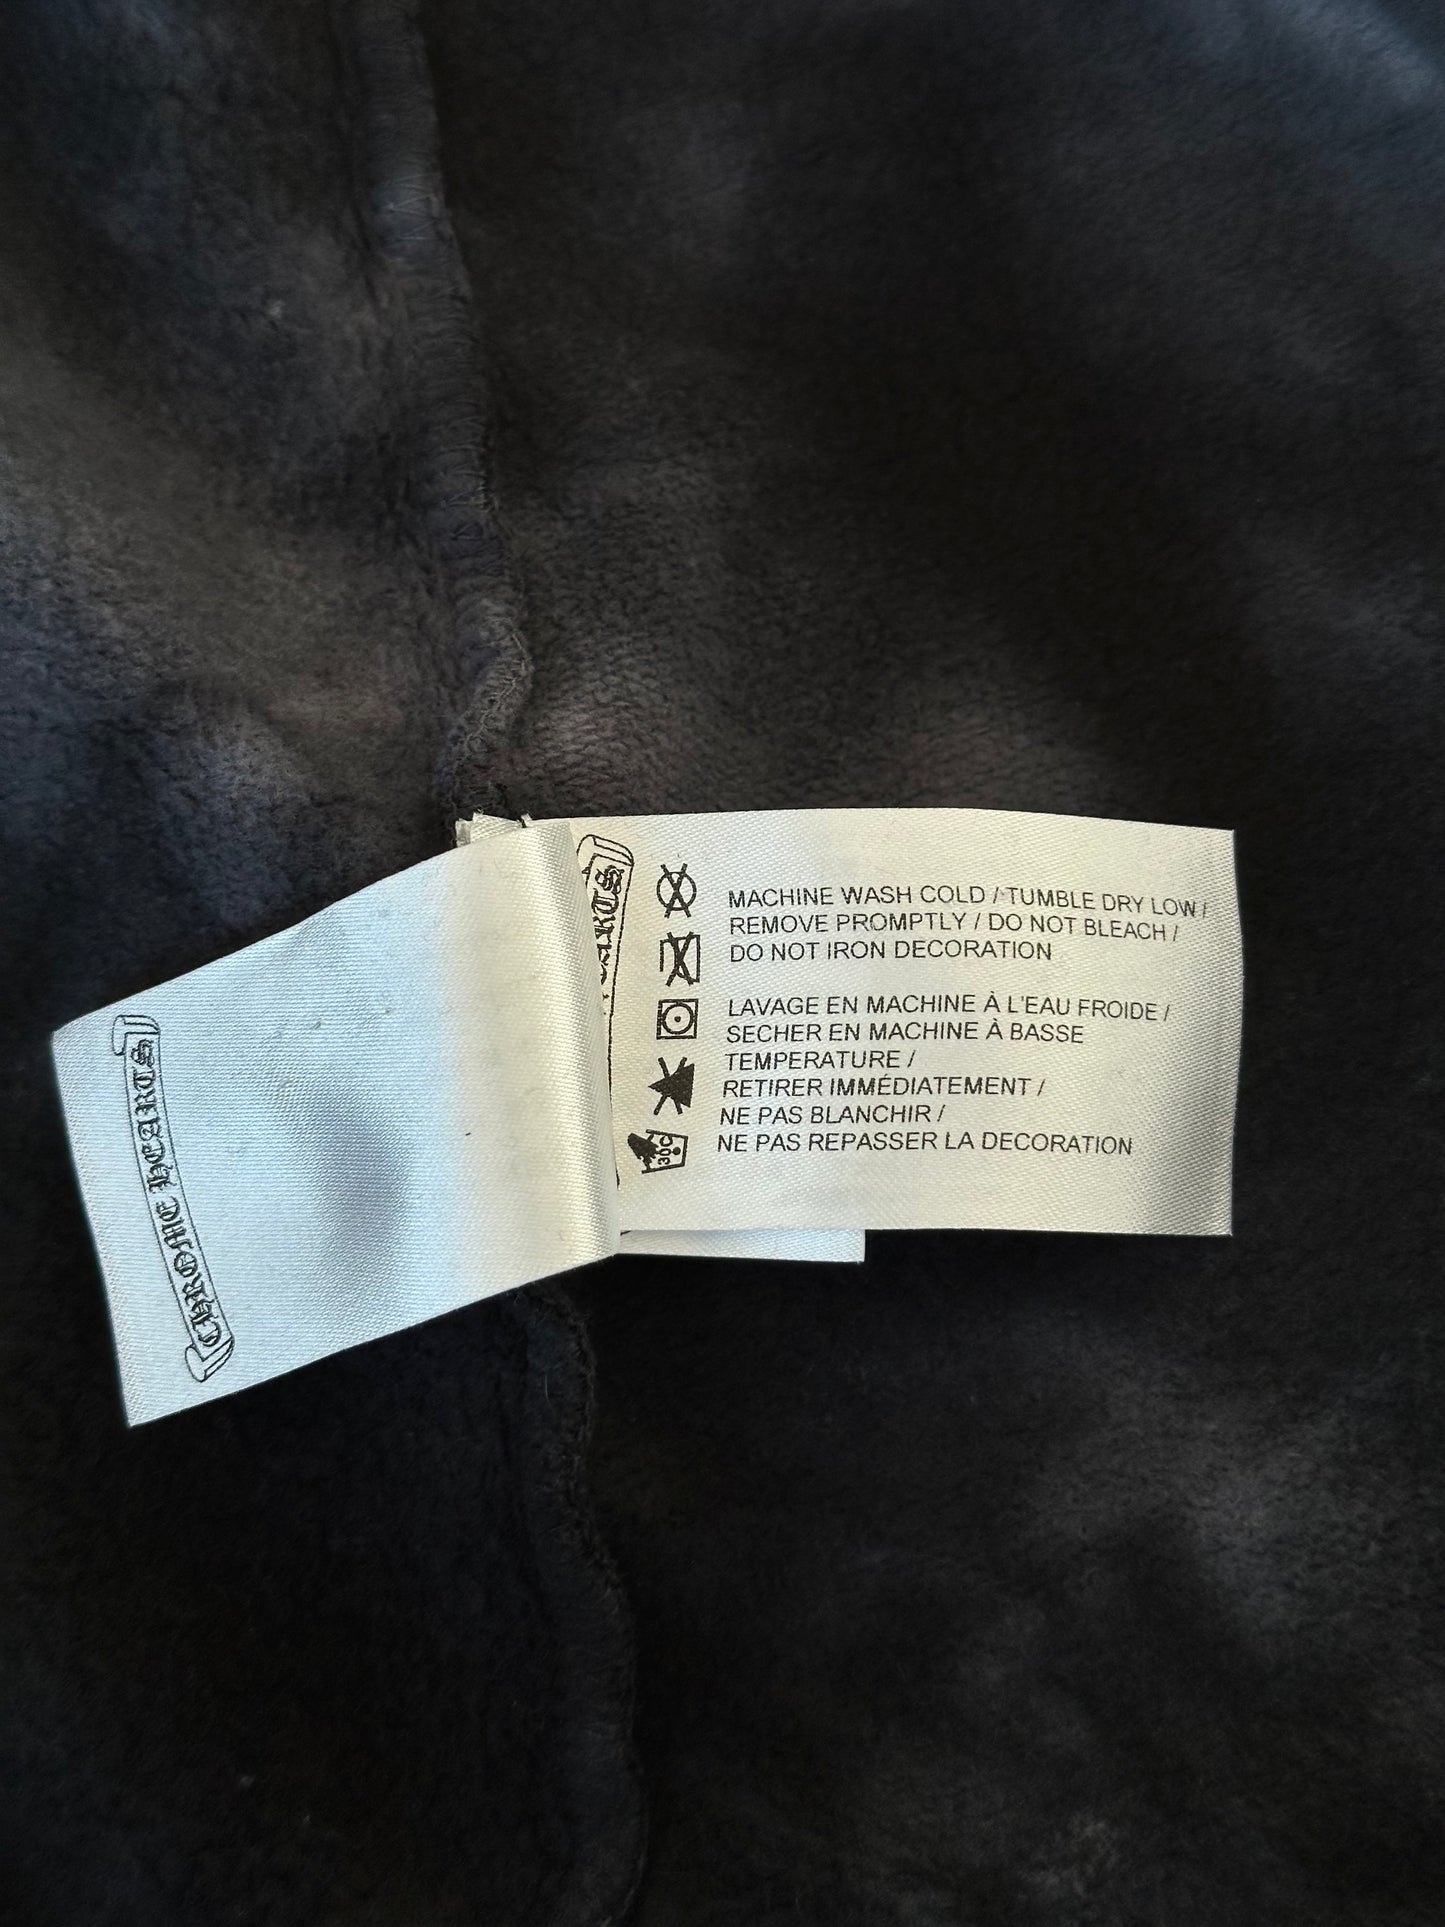 CHROME HEARTS
MACHINE WASH COLD / TUMBLE DRY LOW /
REMOVE PROMPTLY / DO NOT BLEACH /
DO NOT IRON DECORATION
LAVAGE EN MACHINE À L'EAU FROIDE /
SECHER EN MACHINE À BASSE
TEMPERATURE /
RETIRER IMMÉDIATEMENT /
NE PAS BLANCHIR /
NE PAS REPASSER LA DECORATION
30C